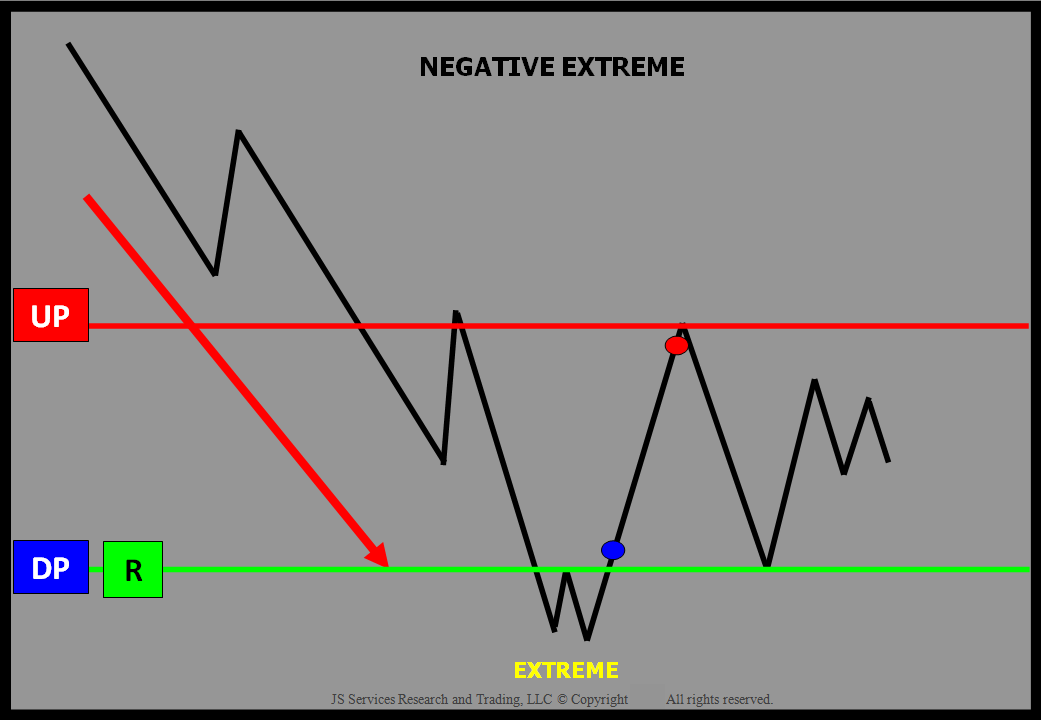 NEGATIVE EXTREME
UP
DP R
EXTREME
JS Services Research and Trading, LLC © Copyright All rights reserved.